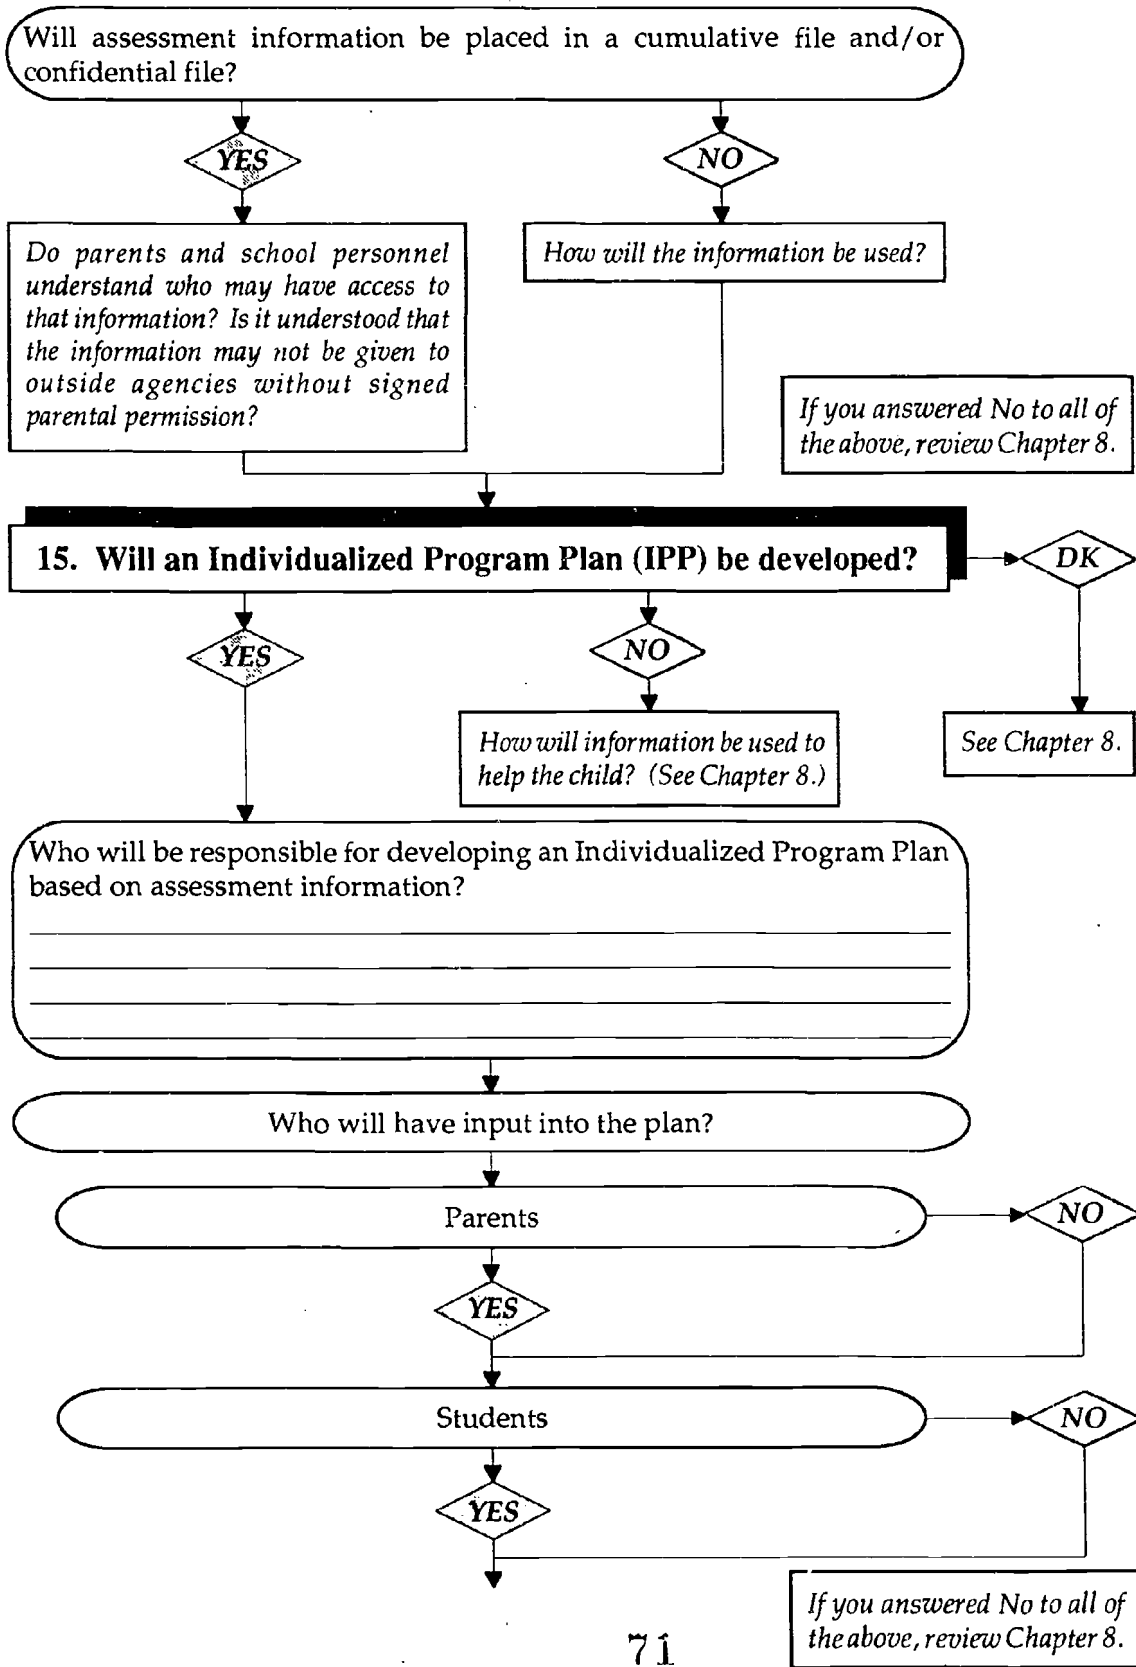 Will assessment information be placed in a cumulative file and/or
confidential file?
YES
NO
Do parents and school personnel
understand who may have access to
that information? Is it understood that
the information may not be given to
outside agencies without signed
parental permission?
How will the information be used?
If you answered No to all of
the above, review Chapter 8.
15. Will an Individualized Program Plan (IPP) be developed?
DK
YES
NO
How will information be used to
help the child? (See Chapter 8.)
See Chapter 8.
Who will be responsible for developing an Individualized Program Plan
based on assessment information?
Who will have input into the plan?
Parents
NO
YES
Students
NO
YES
If you answered No to all of
the above, review Chapter 8.
71